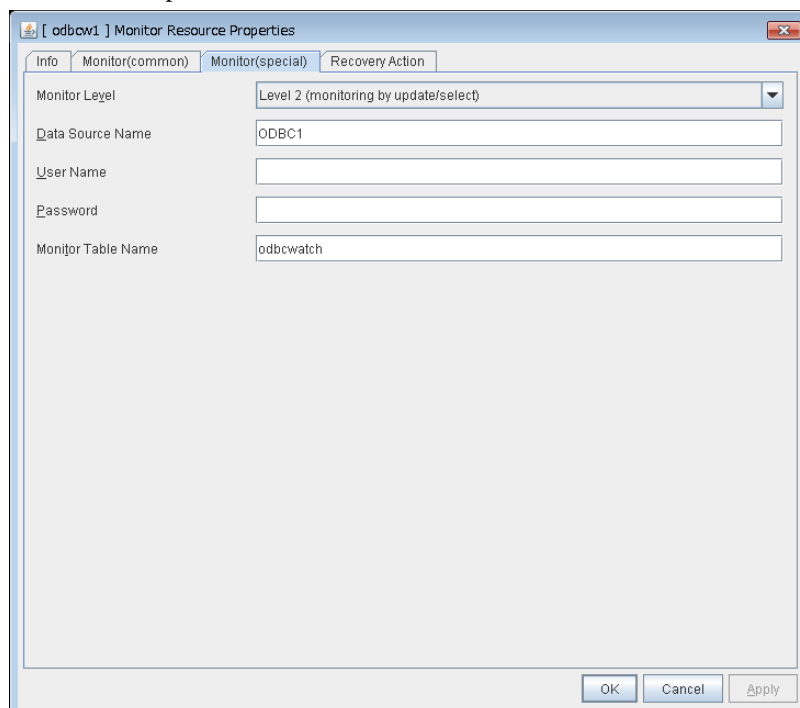 [ odbcw1 ] Monitor Resource Properties
Info Monitor(common) Monitor(special) Recovery Action
Monitor Level Level 2 (monitoring by update/select)
Data Source Name ODBC1
User Name
Password
Monitor Table Name odbcwatch
OK Cancel Apply